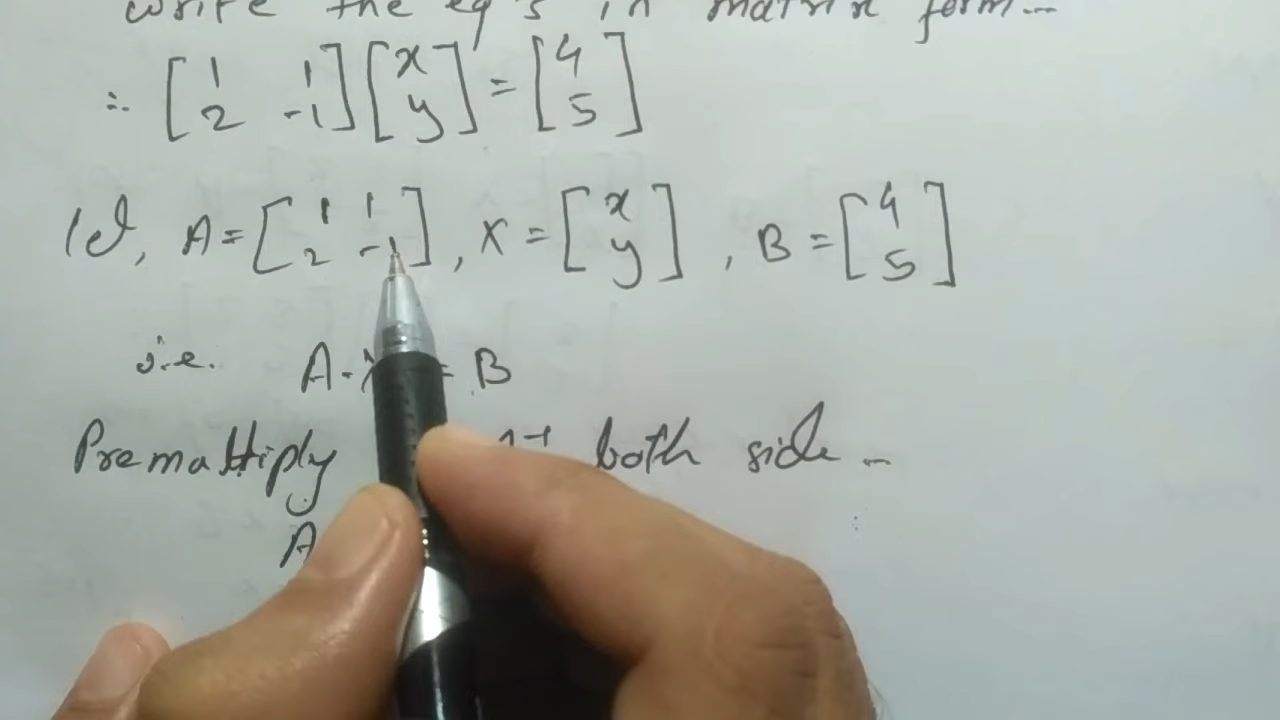 write the eqⁿs in matrix form...
∴ [1 1; 2 -1] [x; y] = [4; 5]
let, A = [1 1; 2 -1], X = [x; y], B = [4; 5]
i.e. A. = B
Premultiply both side -
A